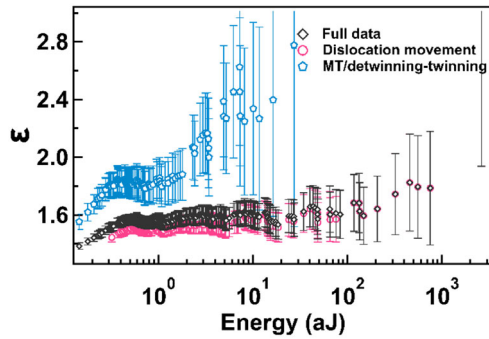 2.8
2.4
2.0
1.6
ε
Full data
Dislocation movement
MT/detwinning-twinning
10⁰ 10¹ 10² 10³
Energy (aJ)